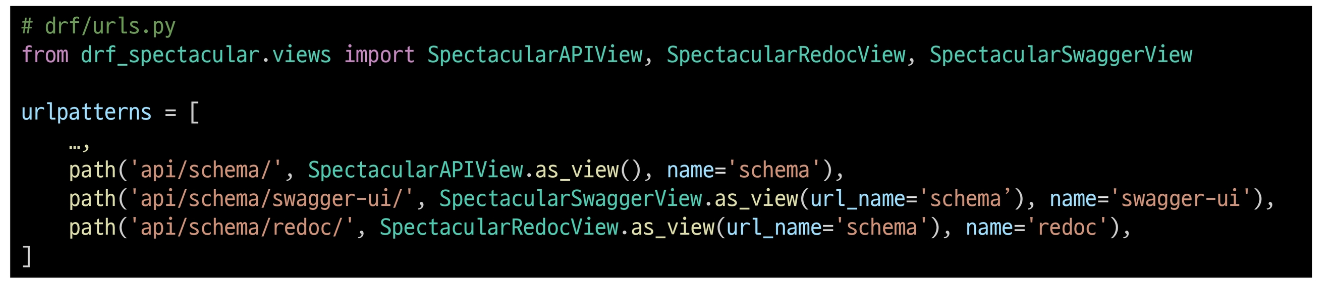 # drf/urls.py
from drf_spectacular.views import SpectacularAPIView, SpectacularRedocView, SpectacularSwaggerView

urlpatterns = [
    …,
    path('api/schema/', SpectacularAPIView.as_view(), name='schema'),
    path('api/schema/swagger-ui/', SpectacularSwaggerView.as_view(url_name='schema’), name='swagger-ui'),
    path('api/schema/redoc/', SpectacularRedocView.as_view(url_name='schema'), name='redoc'),
]